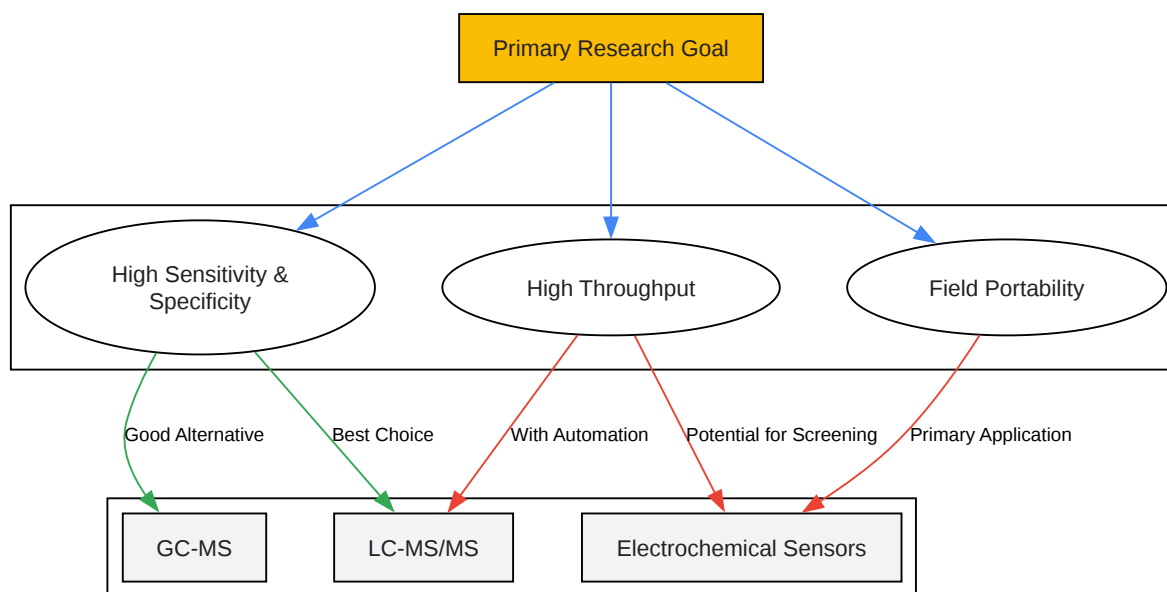 Primary Research Goal
High Sensitivity &
Specificity
High Throughput
Field Portability
Good Alternative
Best Choice
With Automation
Potential for Screening
Primary Application
GC-MS
LC-MS/MS
Electrochemical Sensors